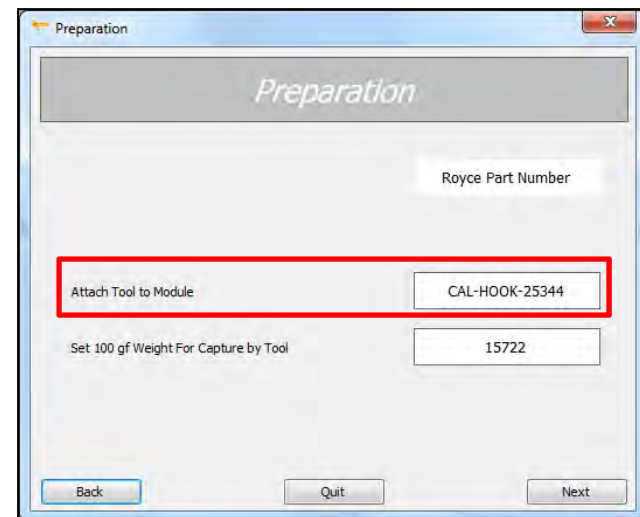 Preparation
Preparation
Royce Part Number
Attach Tool to Module CAL-HOOK-25344
Set 100 gf Weight For Capture by Tool 15722
Back Quit Next